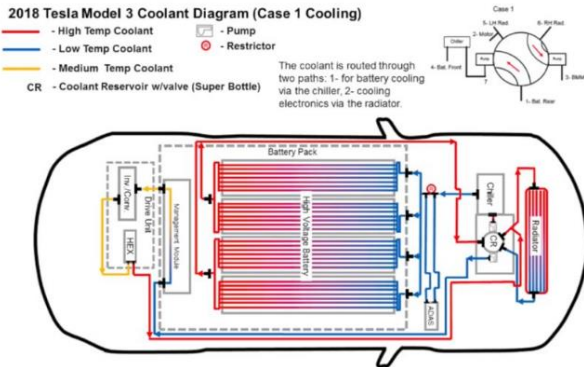 2018 Tesla Model 3 Coolant Diagram (Case 1 Cooling)
- High Temp Coolant
- Low Temp Coolant
- Medium Temp Coolant
CR - Coolant Reservoir w/valve (Super Bottle)
- Pump
- Restrictor
The coolant is routed through
two paths: 1- for battery cooling
via the chiller, 2- cooling
electronics via the radiator.
Case 1
5- LH Rad.
6- RH Rad.
2- Motor
Chiller
Pump
Pump
4- Bat. Front
3- BMM
7
1- Bat. Rear
Battery Pack
Inv./Conv.
Drive Unit
HEX
Management Module
High Voltage Battery
ADAS
Chiller
CR
Radiator